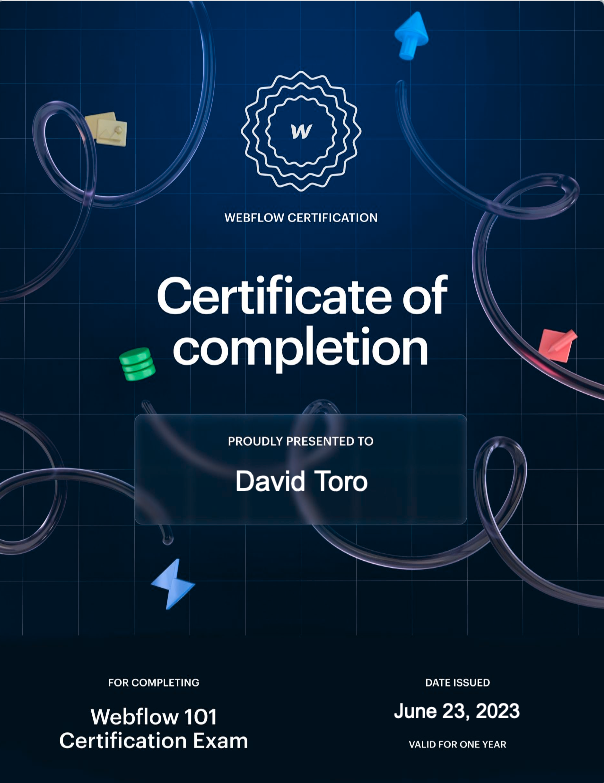 W
WEBFLOW CERTIFICATION
Certificate of
completion
PROUDLY PRESENTED TO
David Toro
FOR COMPLETING
Webflow 101
Certification Exam
DATE ISSUED
June 23, 2023
VALID FOR ONE YEAR